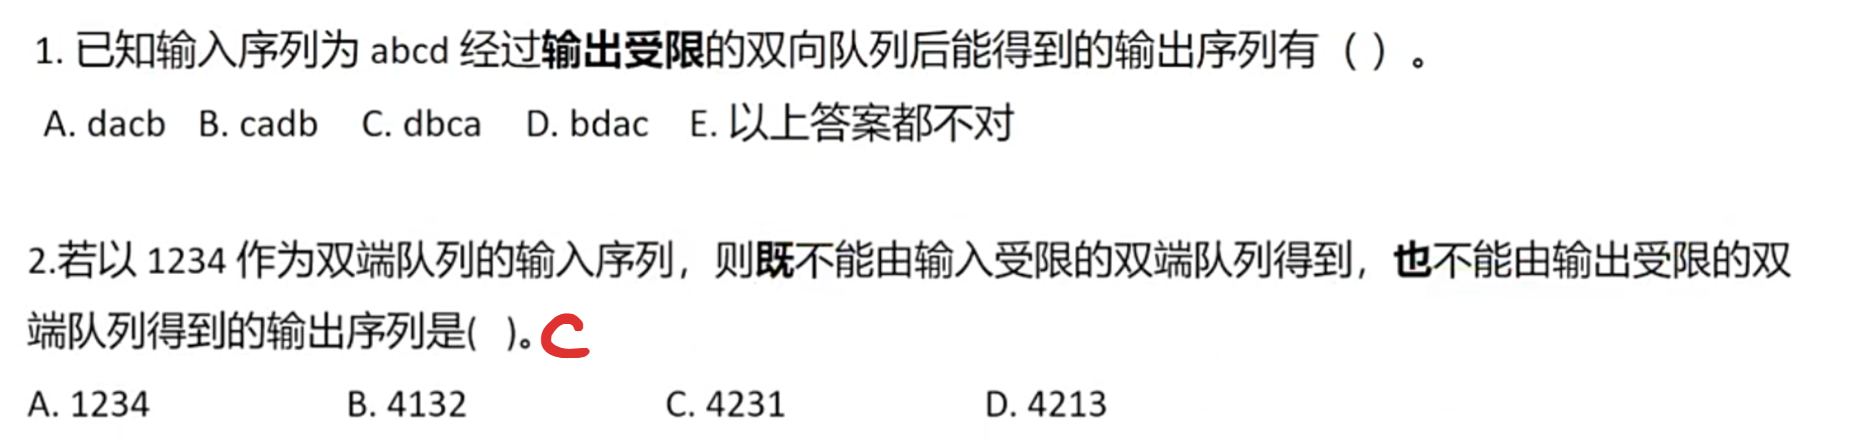 1. 已知输入序列为 abcd 经过输出受限的双向队列后能得到的输出序列有（ ）。
A. dacb B. cadb C. dbca D. bdac E. 以上答案都不对
2.若以 1234 作为双端队列的输入序列，则既不能由输入受限的双端队列得到，也不能由输出受限的双
端队列得到的输出序列是( )。C
A. 1234 B. 4132 C. 4231 D. 4213